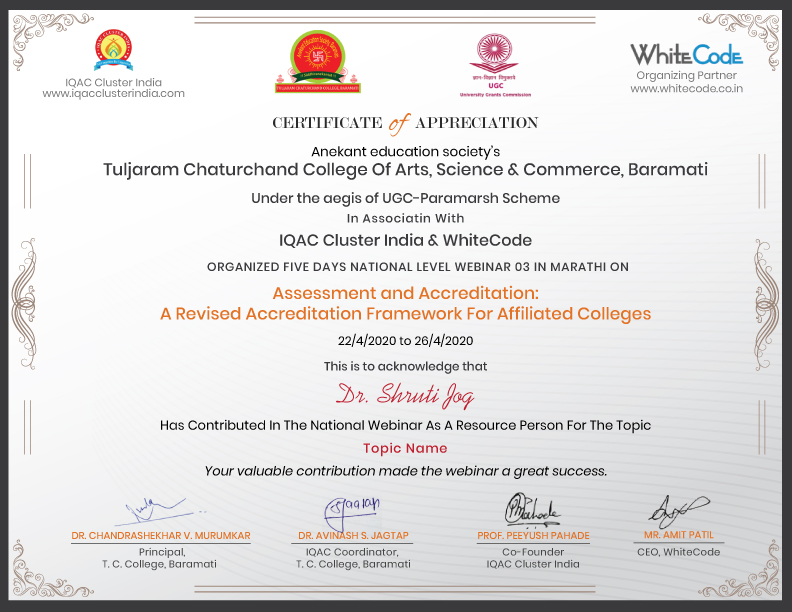 IQAC Cluster India
www.iqacclusterindia.com
TULJARAM CHATURCHAND COLLEGE, BARAMATI
ज्ञान-विज्ञान विमुक्तये
UGC
University Grants Commission
WhiteCode
Organizing Partner
www.whitecode.co.in
CERTIFICATE of APPRECIATION
Anekant education society's
Tuljaram Chaturchand College Of Arts, Science & Commerce, Baramati
Under the aegis of UGC-Paramarsh Scheme
In Associatin With
IQAC Cluster India & WhiteCode
ORGANIZED FIVE DAYS NATIONAL LEVEL WEBINAR 03 IN MARATHI ON
Assessment and Accreditation:
A Revised Accreditation Framework For Affiliated Colleges
22/4/2020 to 26/4/2020
This is to acknowledge that
Dr. Shruti Jog
Has Contributed In The National Webinar As A Resource Person For The Topic
Topic Name
Your valuable contribution made the webinar a great success.
DR. CHANDRASHEKHAR V. MURUMKAR
Principal,
T. C. College, Baramati
DR. AVINASH S. JAGTAP
IQAC Coordinator,
T. C. College, Baramati
PROF. PEEYUSH PAHADE
Co-Founder
IQAC Cluster India
MR. AMIT PATIL
CEO, WhiteCode